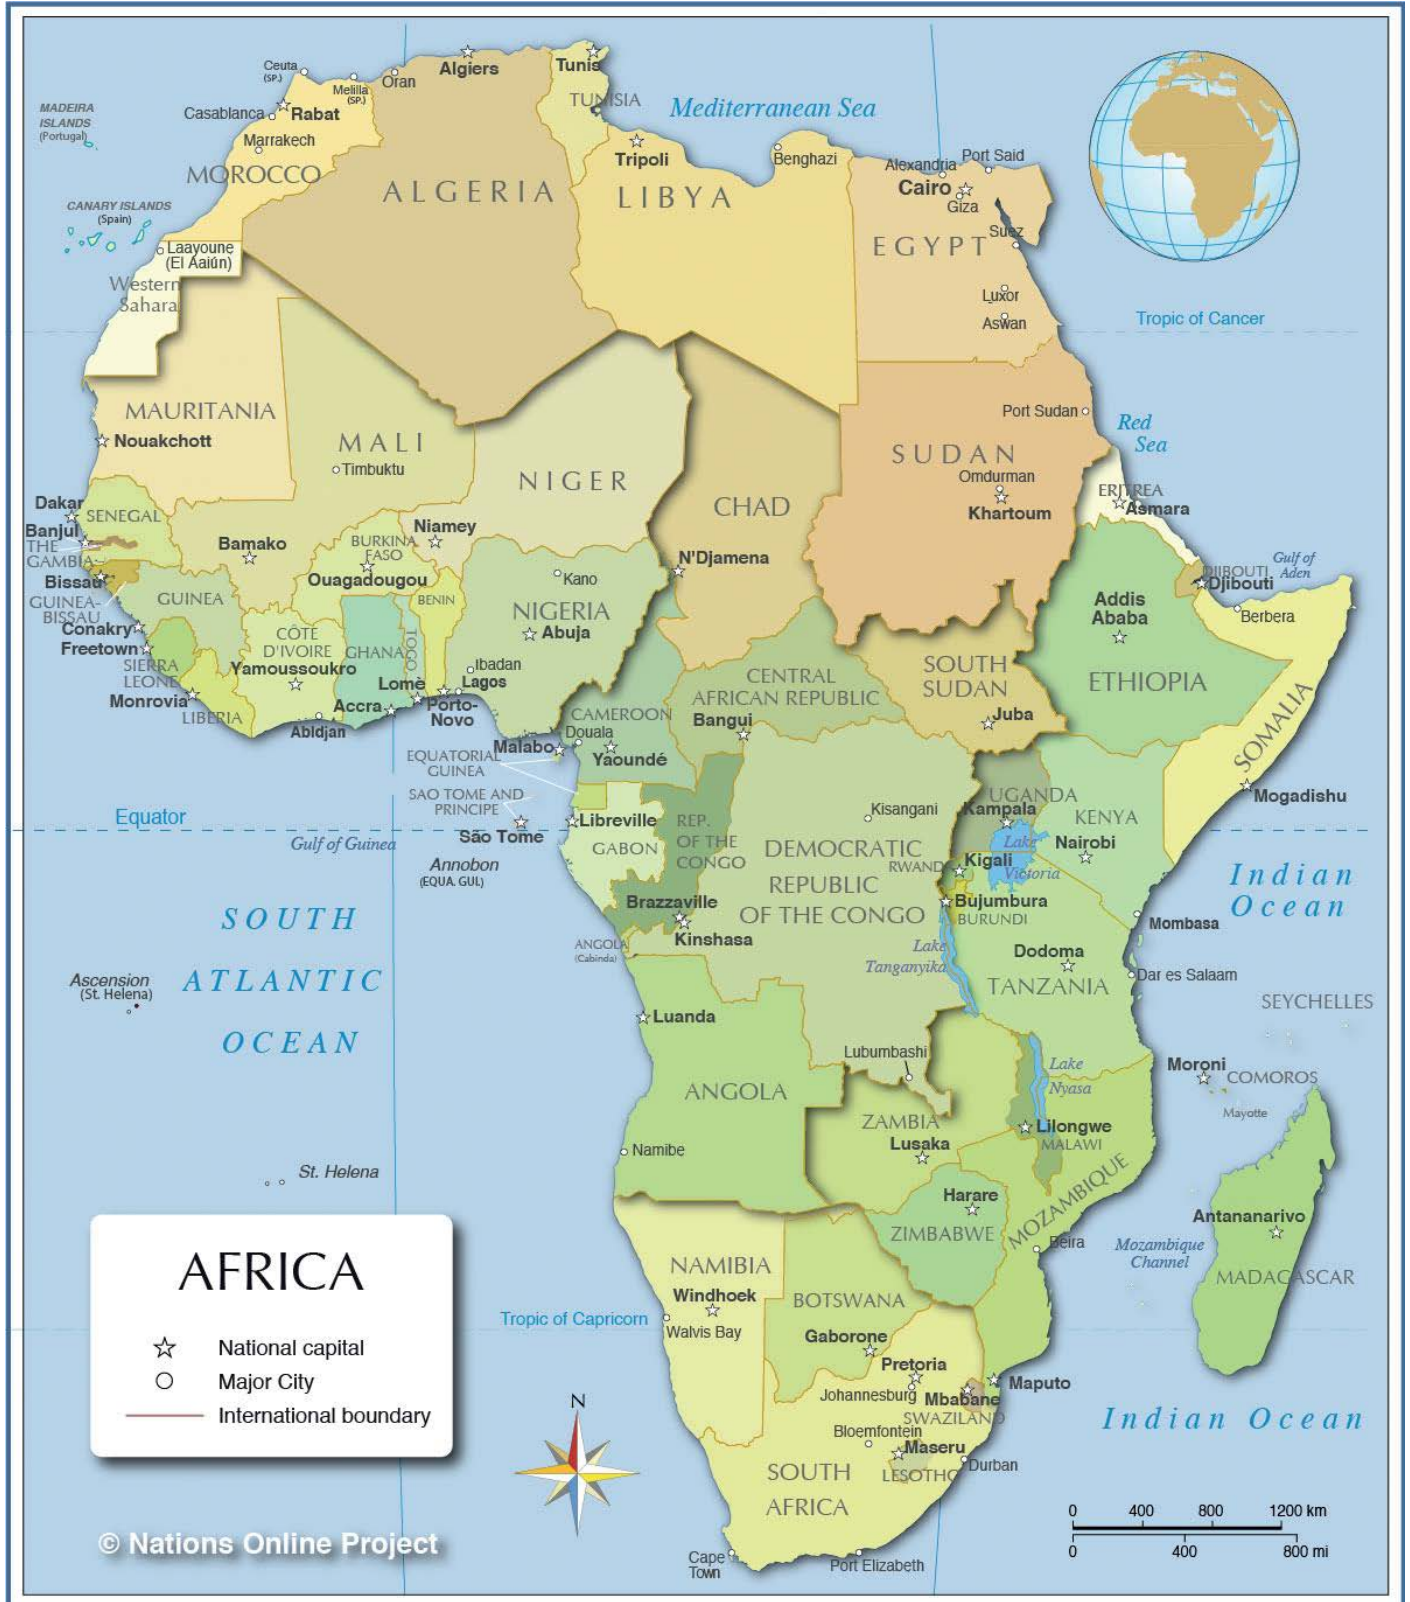 Ceuta
(SP.)
Melilla
(SP.)
Oran
Algiers
Tunis
TUNISIA
Mediterranean Sea
MADEIRA
ISLANDS
(Portugal)
Casablanca
Rabat
Marrakech
MOROCCO
Tripoli
Benghazi
Alexandria
Port Said
Cairo
Giza
Suez
ALGERIA
LIBYA
EGYPT
CANARY ISLANDS
(Spain)
Laayoune
(El Aaiún)
Western
Sahara
Luxor
Aswan
Tropic of Cancer
MAURITANIA
Nouakchott
MALI
Timbuktu
NIGER
CHAD
SUDAN
Port Sudan
Omdurman
Khartoum
Red
Sea
ERITREA
Asmara
Dakar
SENEGAL
Banjul
THE
GAMBIA
Bissau
GUINEA-
BISSAU
Bamako
BURKINA
FASO
Ouagadougou
Niamey
N'Djamena
Gulf of
Aden
DJIBOUTI
Djibouti
Berbera
GUINEA
Conakry
Freetown
SIERRA
LEONE
Monrovia
LIBERIA
CÔTE
D'IVOIRE
Yamoussoukro
Abidjan
GHANA
Accra
TOGO
Lomé
BENIN
Porto-
Novo
Kano
NIGERIA
Abuja
Ibadan
Lagos
Addis
Ababa
ETHIOPIA
SOMALIA
Mogadishu
SOUTH
SUDAN
Juba
CENTRAL
AFRICAN REPUBLIC
Bangui
CAMEROON
Douala
Yaoundé
Malabo
EQUATORIAL
GUINEA
SAO TOME AND
PRINCIPE
São Tome
Equator
Gulf of Guinea
Annobon
(EQUA. GUI.)
Libreville
GABON
REP.
OF THE
CONGO
Brazzaville
Kinshasa
Kisangani
DEMOCRATIC
REPUBLIC
OF THE CONGO
UGANDA
Kampala
KENYA
Nairobi
Lake
Victoria
RWANDA
Kigali
Bujumbura
BURUNDI
Lake
Tanganyika
Mombasa
Dodoma
TANZANIA
Dar es Salaam
Indian
Ocean
SEYCHELLES
SOUTH
ATLANTIC
OCEAN
Ascension
(St. Helena)
ANGOLA
(Cabinda)
Luanda
ANGOLA
Namibe
Lubumbashi
ZAMBIA
Lusaka
Lake
Nyasa
Lilongwe
MALAWI
Moroni
COMOROS
Mayotte
St. Helena
Harare
ZIMBABWE
MOZAMBIQUE
Beira
Mozambique
Channel
Antananarivo
MADAGASCAR
NAMIBIA
Windhoek
Walvis Bay
BOTSWANA
Gaborone
Tropic of Capricorn
Pretoria
Johannesburg
Mbabane
SWAZILAND
Maputo
Bloemfontein
Maseru
LESOTHO
Durban
SOUTH
AFRICA
Cape
Town
Port Elizabeth
Indian Ocean
AFRICA
National capital
Major City
International boundary
N
© Nations Online Project
0 400 800 1200 km
0 400 800 mi